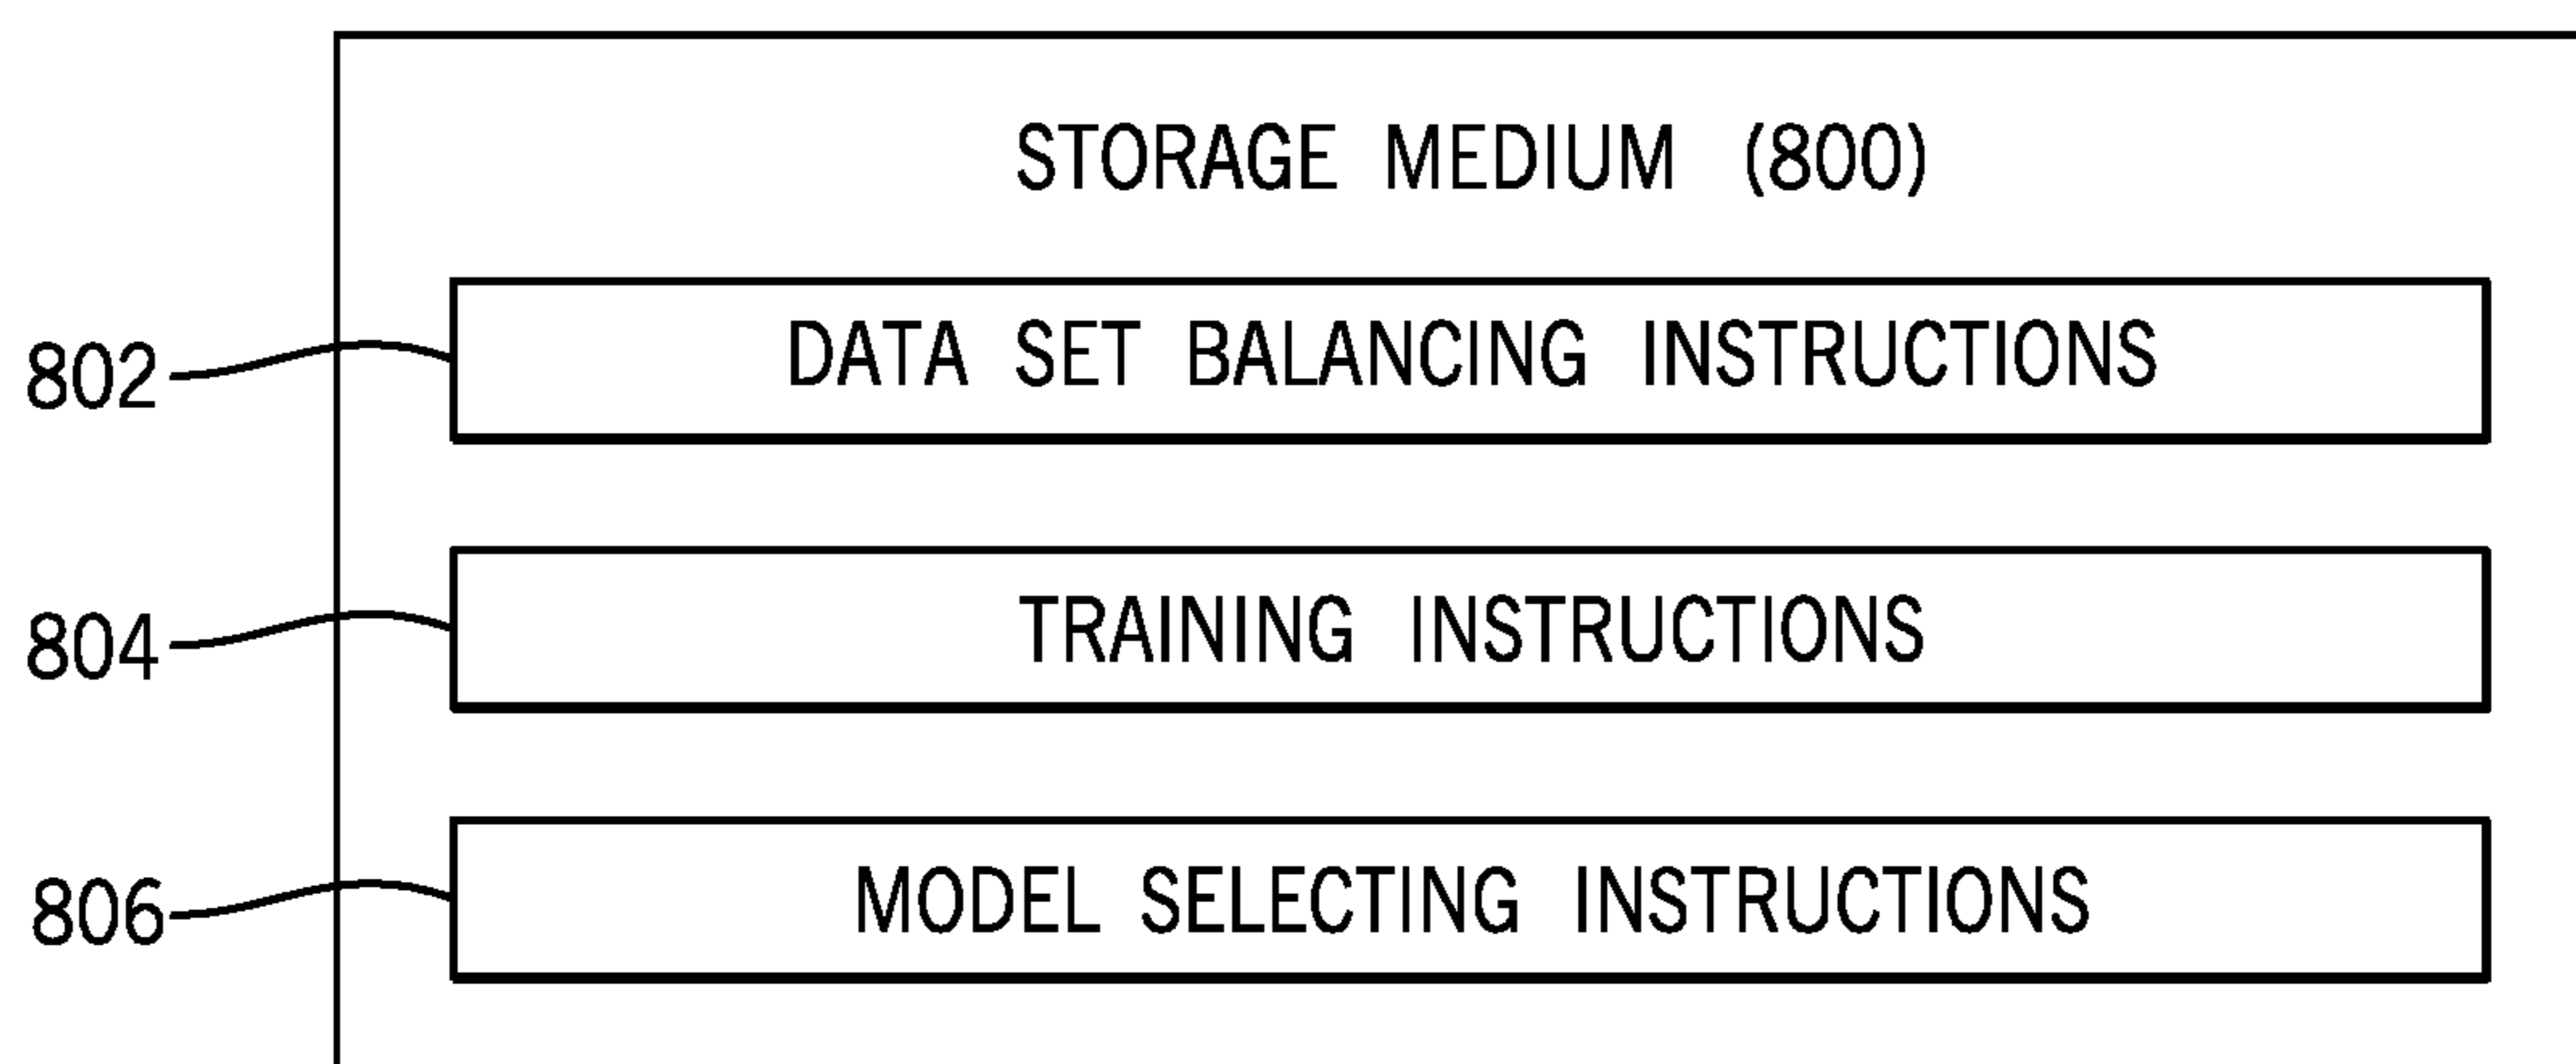 STORAGE MEDIUM (800)
802 DATA SET BALANCING INSTRUCTIONS
804 TRAINING INSTRUCTIONS
806 MODEL SELECTING INSTRUCTIONS